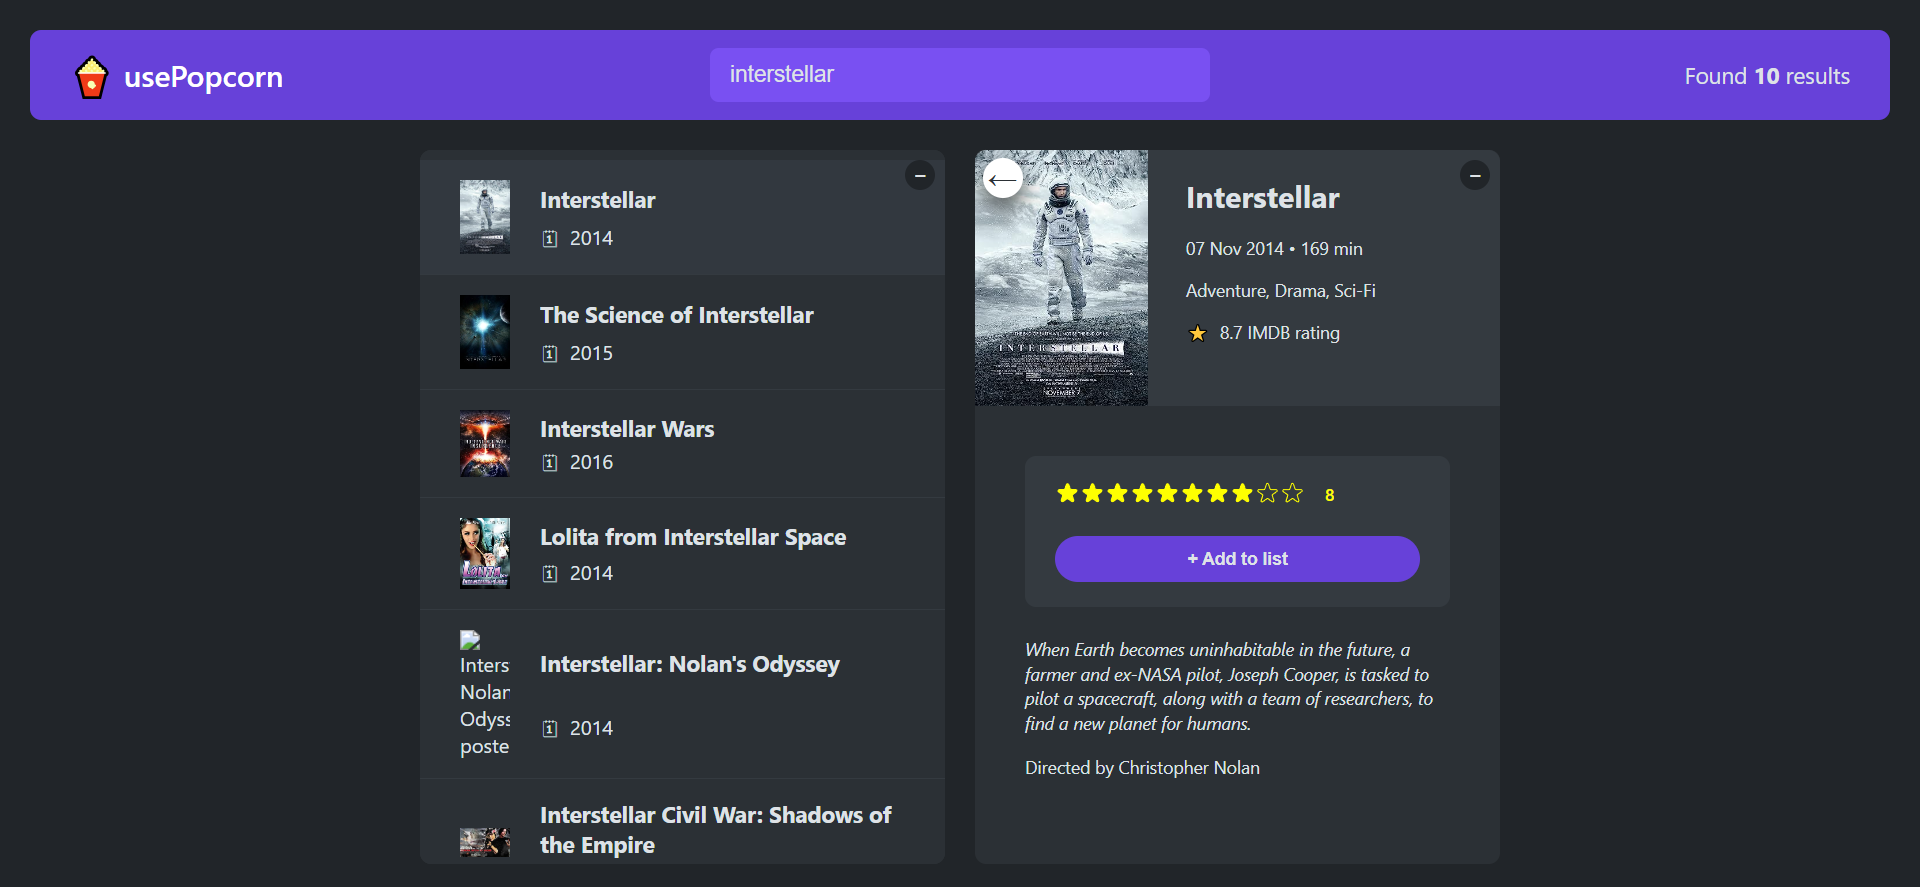 usePopcorn
interstellar
Found 10 results
Interstellar
2014
The Science of Interstellar
2015
Interstellar Wars
2016
Lolita from Interstellar Space
2014
Inters
Nolan
Odyss
poste
Interstellar: Nolan's Odyssey
2014
Interstellar Civil War: Shadows of
the Empire
INTERSTELLAR
NOVEMBER 7
Interstellar
07 Nov 2014 • 169 min
Adventure, Drama, Sci-Fi
8.7 IMDB rating
8
+ Add to list
When Earth becomes uninhabitable in the future, a
farmer and ex-NASA pilot, Joseph Cooper, is tasked to
pilot a spacecraft, along with a team of researchers, to
find a new planet for humans.
Directed by Christopher Nolan